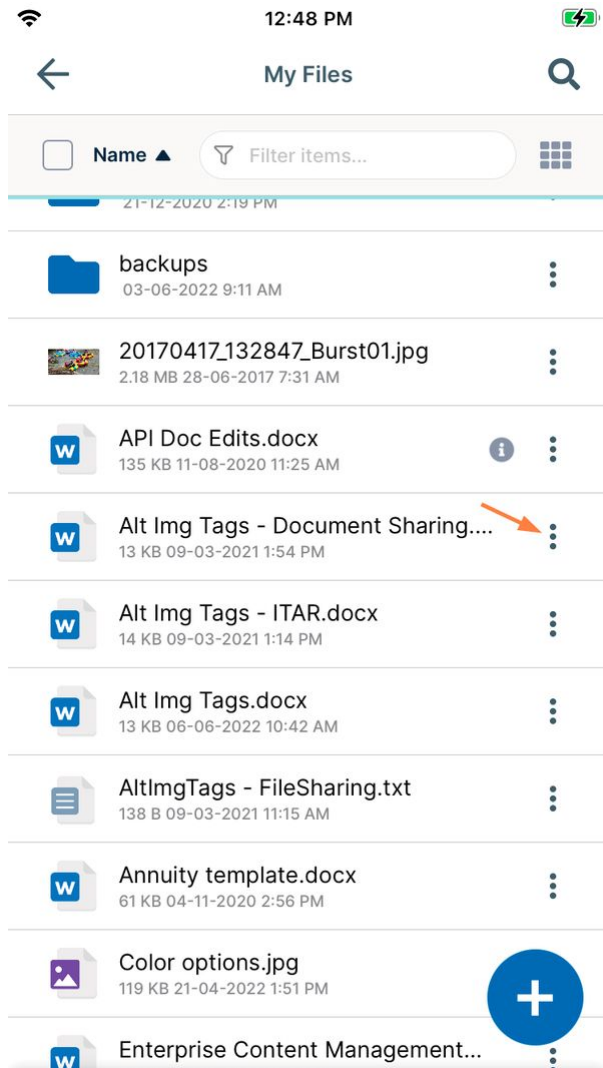 12:48 PM
My Files
Name ▲
Filter items...
21-12-2020 2:19 PM
backups
03-06-2022 9:11 AM
20170417_132847_Burst01.jpg
2.18 MB 28-06-2017 7:31 AM
API Doc Edits.docx
135 KB 11-08-2020 11:25 AM
Alt Img Tags - Document Sharing....
13 KB 09-03-2021 1:54 PM
Alt Img Tags - ITAR.docx
14 KB 09-03-2021 1:14 PM
Alt Img Tags.docx
13 KB 06-06-2022 10:42 AM
AltImgTags - FileSharing.txt
138 B 09-03-2021 11:15 AM
Annuity template.docx
61 KB 04-11-2020 2:56 PM
Color options.jpg
119 KB 21-04-2022 1:51 PM
Enterprise Content Management...